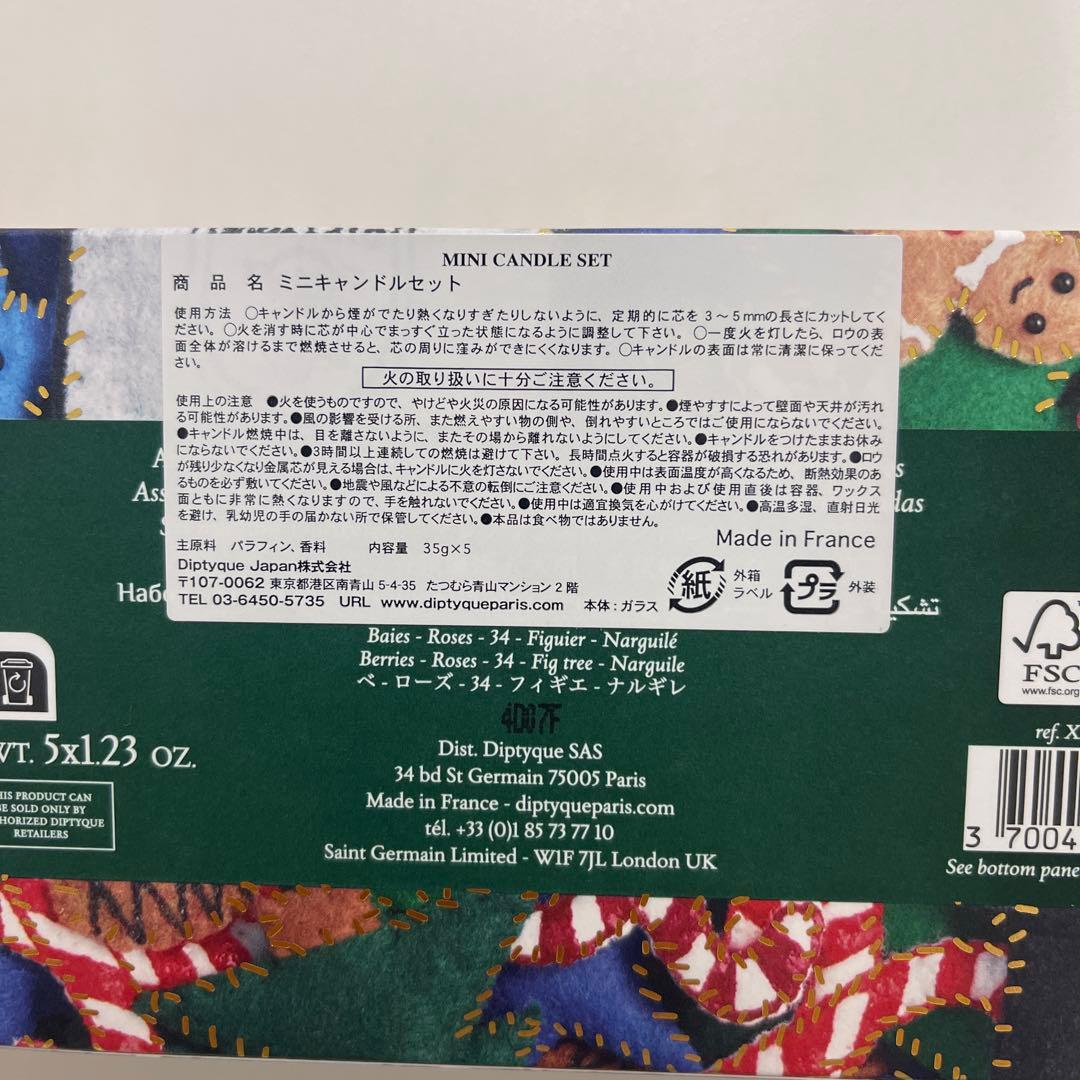 MINI CANDLE SET
商 品 名 ミニキャンドルセット
使用方法 ○キャンドルから煙がでたり熱くなりすぎたりしないように、定期的に芯を 3～5mmの長さにカットしてく
ださい。○火を消す時に芯が中心でまっすぐ立った状態になるように調整して下さい。○一度火を灯したら、ロウの表
面全体が溶けるまで燃焼させると、芯の周りに窪みができにくくなります。○キャンドルの表面は常に清潔に保ってくだ
さい。
火の取り扱いに十分ご注意ください。
使用上の注意 ●火を使うものですので、やけどや火災の原因になる可能性があります。●煙やすすによって壁面や天井が汚れ
る可能性があります。●風の影響を受ける所、また燃えやすい物の側や、倒れやすいところではご使用にならないでください。
●キャンドル燃焼中は、目を離さないように、またその場から離れないようにしてください。●キャンドルをつけたままお休み
にならないでください。●3時間以上連続しての燃焼は避けて下さい。長時間点火すると容器が破損する恐れがあります。●ロウ
が残り少なくなり金属芯が見える場合は、キャンドルに火を灯さないでください。●使用中は表面温度が高くなるため、断熱効果のあ
るものを必ず敷いてください。●地震や風などによる不意の転倒にご注意ください。●使用中および使用直後は容器、ワックス
面ともに非常に熱くなりますので、手を触れないでください。●使用中は適宜換気を心がけてください。●高温多湿、直射日光
を避け、乳幼児の手の届かない所で保管してください。●本品は食べ物ではありません。
Made in France
主原料 パラフィン、香料 内容量 35g×5
Diptyque Japan株式会社
〒107-0062 東京都港区南青山 5-4-35 たつむら青山マンション 2 階
TEL 03-6450-5735 URL www.diptyqueparis.com 本体：ガラス
紙 外箱 ラベル プラ 外装
Baies - Roses - 34 - Figuier - Narguilé
Berries - Roses - 34 - Fig tree - Narguile
ベ - ローズ - 34 - フィギエ - ナルギレ
4D07F
Dist. Diptyque SAS
34 bd St Germain 75005 Paris
Made in France - diptyqueparis.com
tél. +33 (0)1 85 73 77 10
Saint Germain Limited - W1F 7JL London UK
WT. 5x1.23 OZ.
THIS PRODUCT CAN
BE SOLD ONLY BY
AUTHORIZED DIPTYQUE
RETAILERS
FSC
www.fsc.org
ref. X
3 7004
See bottom pane